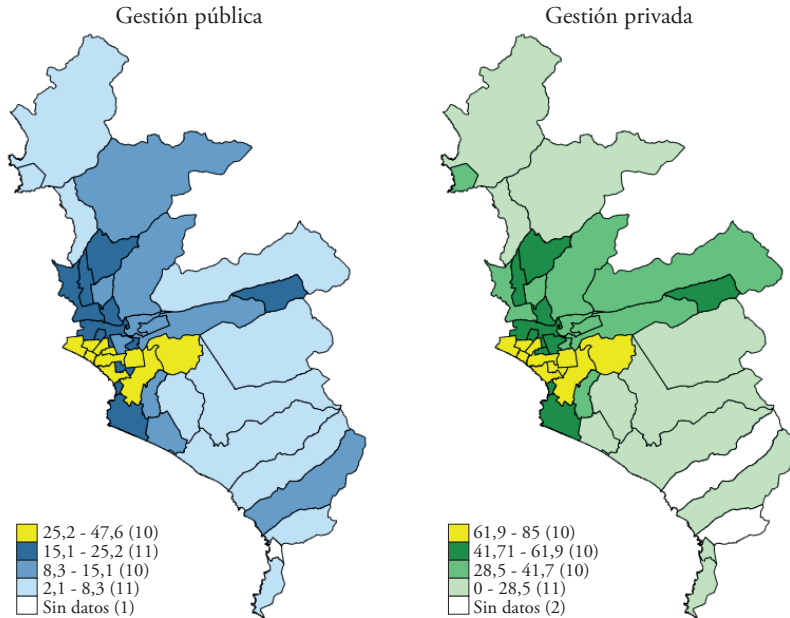 Gestión pública
25,2 - 47,6 (10)
15,1 - 25,2 (11)
8,3 - 15,1 (10)
2,1 - 8,3 (11)
Sin datos (1)
Gestión privada
61,9 - 85 (10)
41,71 - 61,9 (10)
28,5 - 41,7 (10)
0 - 28,5 (11)
Sin datos (2)